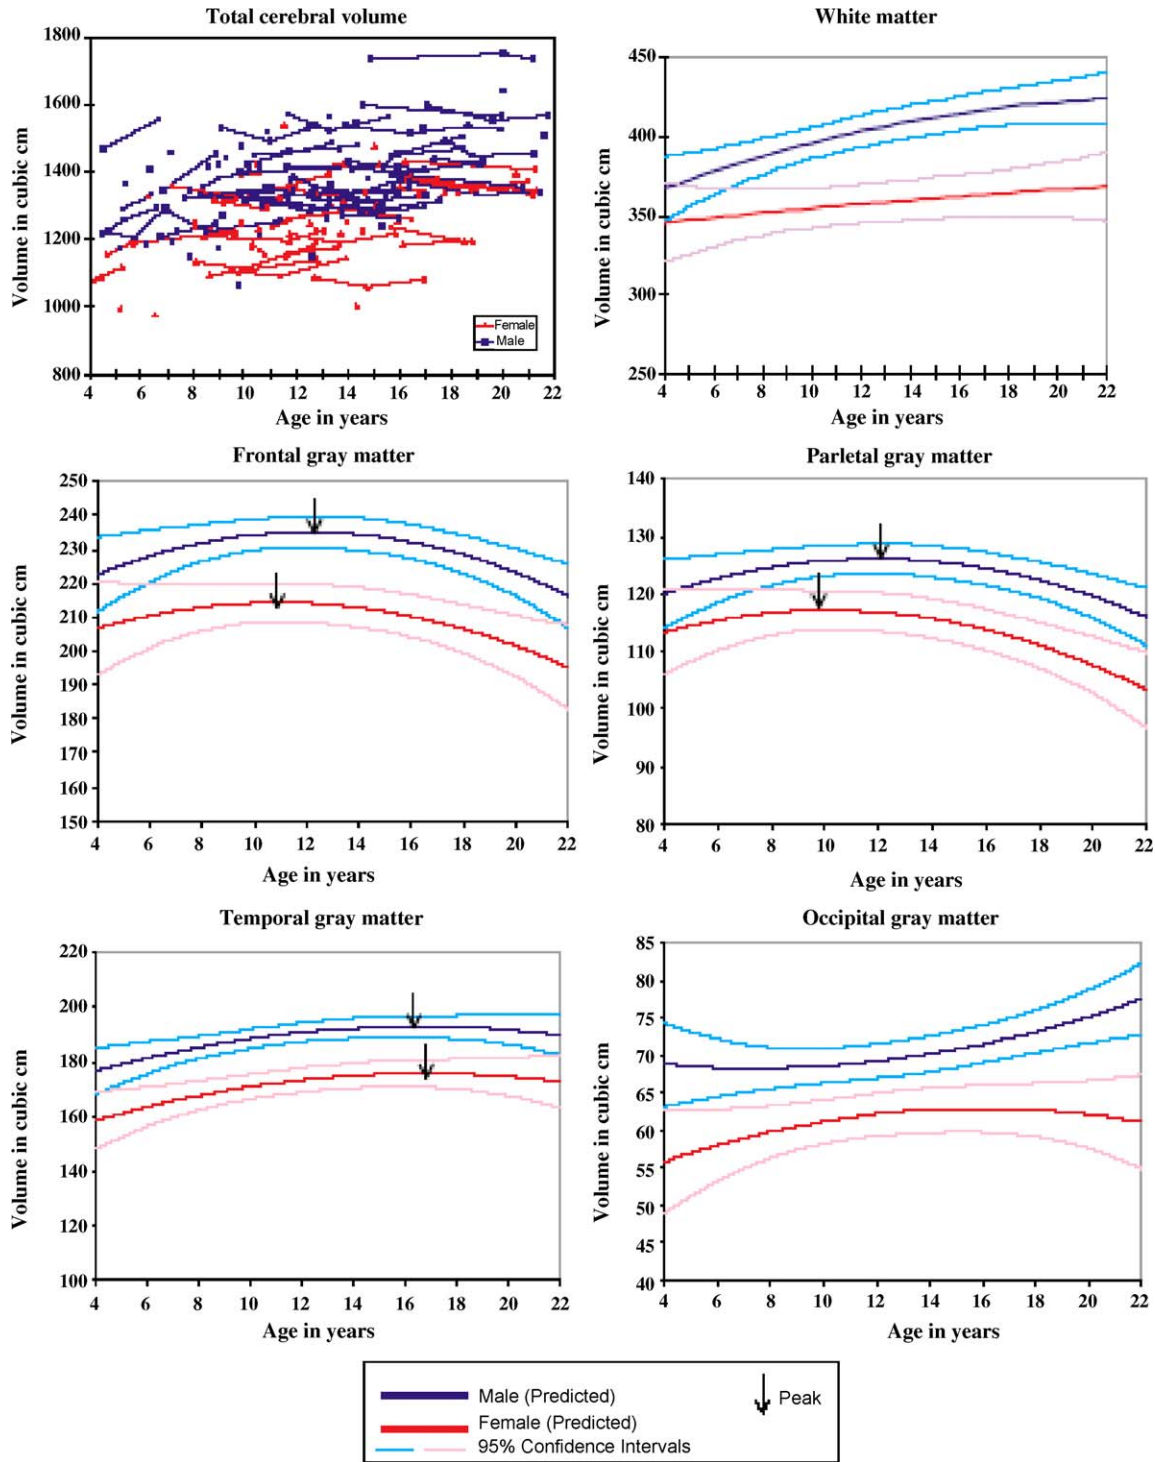 Total cerebral volume
Volume in cubic cm
1800
1600
1400
1200
1000
800
4 6 8 10 12 14 16 18 20 22
Age in years
Female
Male
White matter
Volume in cubic cm
450
400
350
300
250
4 6 8 10 12 14 16 18 20 22
Age in years
Frontal gray matter
Volume in cubic cm
250
240
230
220
210
200
190
180
170
160
150
4 6 8 10 12 14 16 18 20 22
Age in years
Parletal gray matter
Volume in cubic cm
140
130
120
110
100
90
80
4 6 8 10 12 14 16 18 20 22
Age in years
Temporal gray matter
Volume in cubic cm
220
200
180
160
140
120
100
4 6 8 10 12 14 16 18 20 22
Age in years
Occipital gray matter
Volume in cubic cm
85
80
75
70
65
60
55
50
45
40
4 6 8 10 12 14 16 18 20 22
Age in years
Male (Predicted)
Female (Predicted)
95% Confidence Intervals
Peak